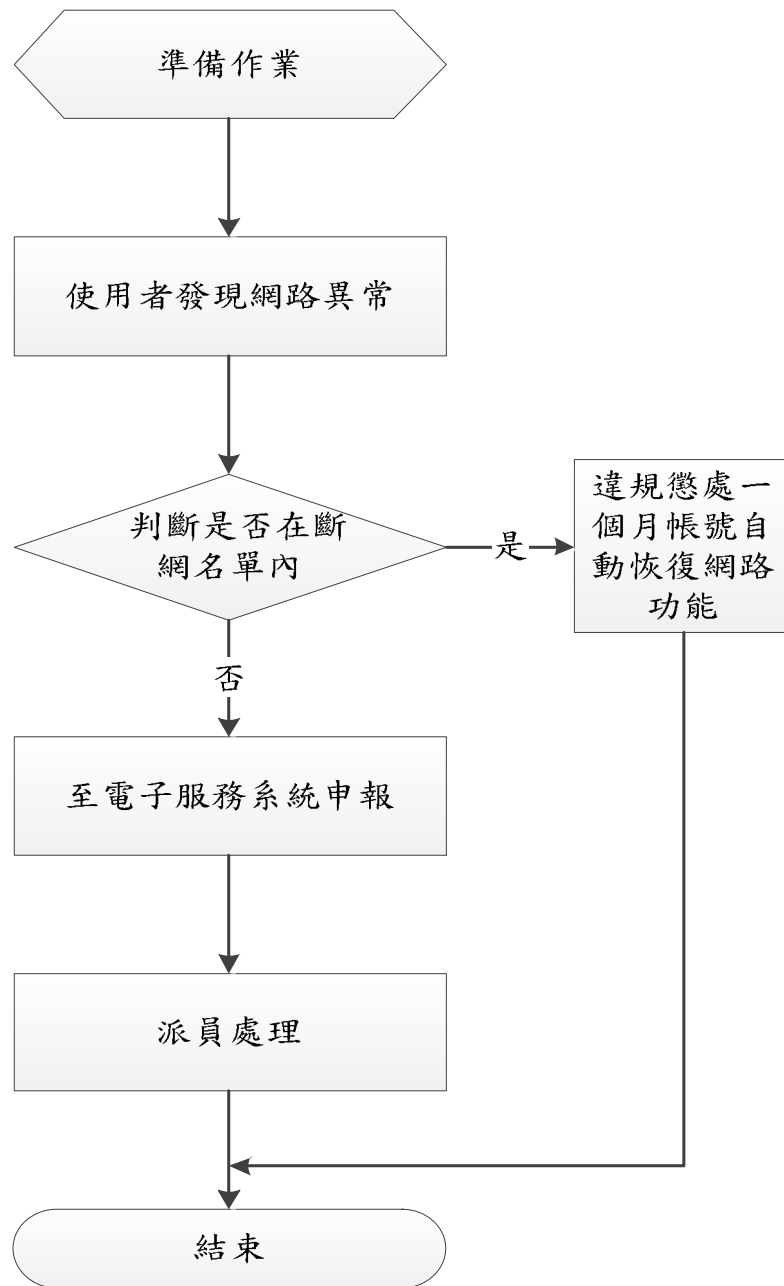 準備作業
使用者發現網路異常
判斷是否在斷
網名單內
是
違規懲處一
個月帳號自
動恢復網路
功能
否
至電子服務系統申報
派員處理
結束